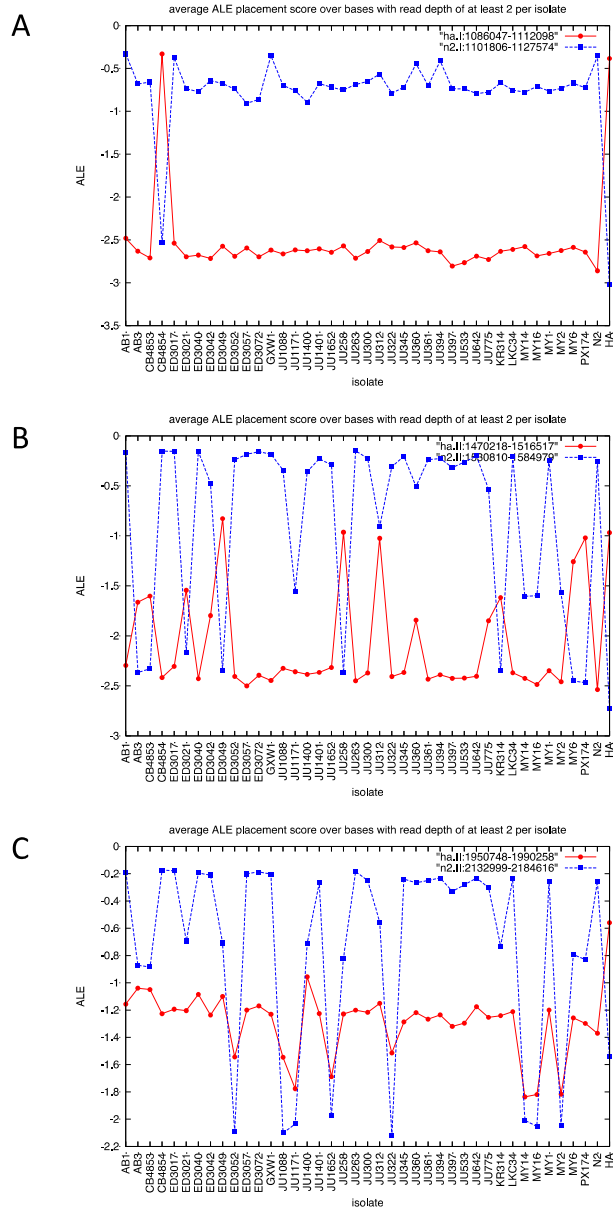 A
average ALE placement score over bases with read depth of at least 2 per isolate
"ha.I:1086047-1112098"
"n2.I:1101806-1127574"
0
-0.5
-1
-1.5
-2
-2.5
-3
-3.5
ALE
AB1 AB3 CB4853 CB4854 ED3017 ED3021 ED3040 ED3042 ED3049 ED3052 ED3057 ED3072 GXW1 JU1088 JU1171 JU1400 JU1401 JU1652 JU258 JU263 JU300 JU312 JU322 JU345 JU360 JU361 JU394 JU397 JU533 JU642 JU775 KR314 LKC34 MY14 MY16 MY1 MY2 MY6 PX174 N2 HA
isolate
B
average ALE placement score over bases with read depth of at least 2 per isolate
"ha.II:1470218-1516517"
0
-0.5
-1
-1.5
-2
-2.5
-3
ALE
AB1 AB3 CB4853 CB4854 ED3017 ED3021 ED3040 ED3042 ED3049 ED3052 ED3057 ED3072 GXW1 JU1088 JU1171 JU1400 JU1401 JU1652 JU258 JU263 JU300 JU312 JU322 JU345 JU360 JU361 JU394 JU397 JU533 JU642 JU775 KR314 LKC34 MY14 MY16 MY1 MY2 MY6 PX174 N2 HA
isolate
C
average ALE placement score over bases with read depth of at least 2 per isolate
"ha.II:1950748-1990258"
"n2.II:2132999-2184616"
0
-0.2
-0.4
-0.6
-0.8
-1
-1.2
-1.4
-1.6
-1.8
-2
-2.2
ALE
AB1 AB3 CB4853 CB4854 ED3017 ED3021 ED3040 ED3042 ED3049 ED3052 ED3057 ED3072 GXW1 JU1088 JU1171 JU1400 JU1401 JU1652 JU258 JU263 JU300 JU312 JU322 JU345 JU360 JU361 JU394 JU397 JU533 JU642 JU775 KR314 LKC34 MY14 MY16 MY1 MY2 MY6 PX174 N2 HA
isolate